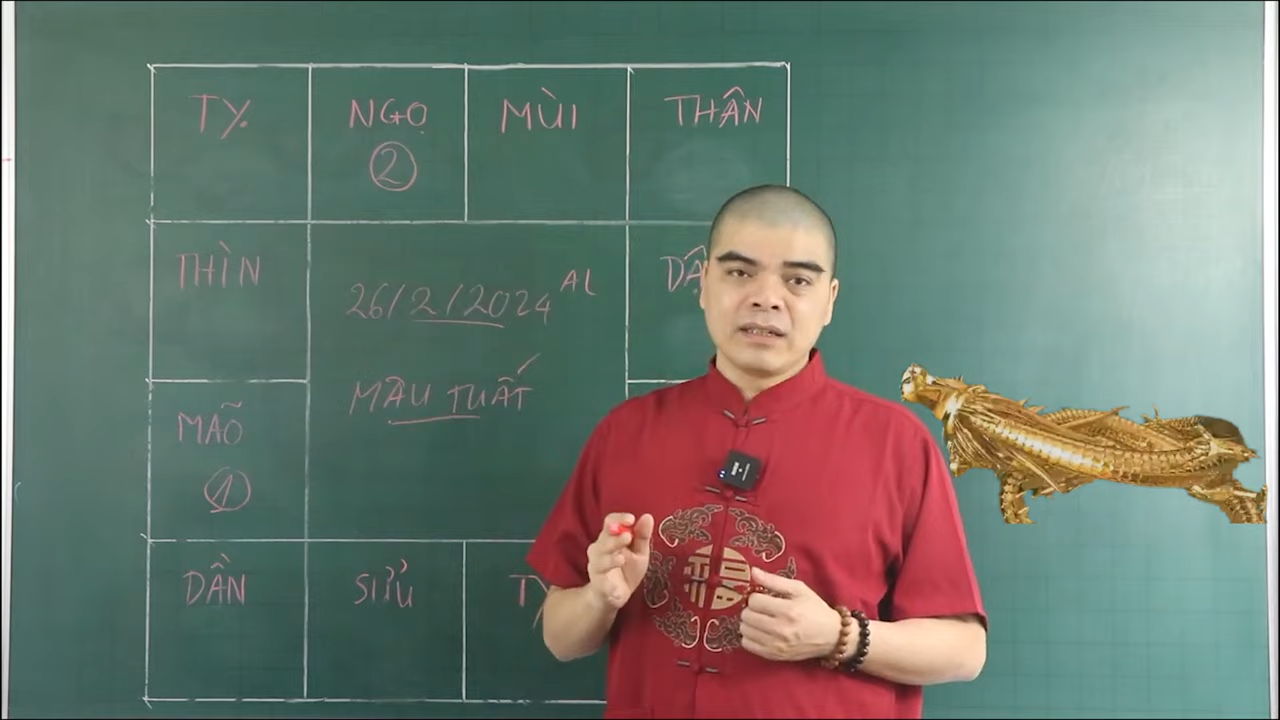 TỴ
NGỌ
MÙI
THÂN
②
THÌN
26/2/2024 AL
MẬU TUẤT
MÃO
①
DẦN
SỬU